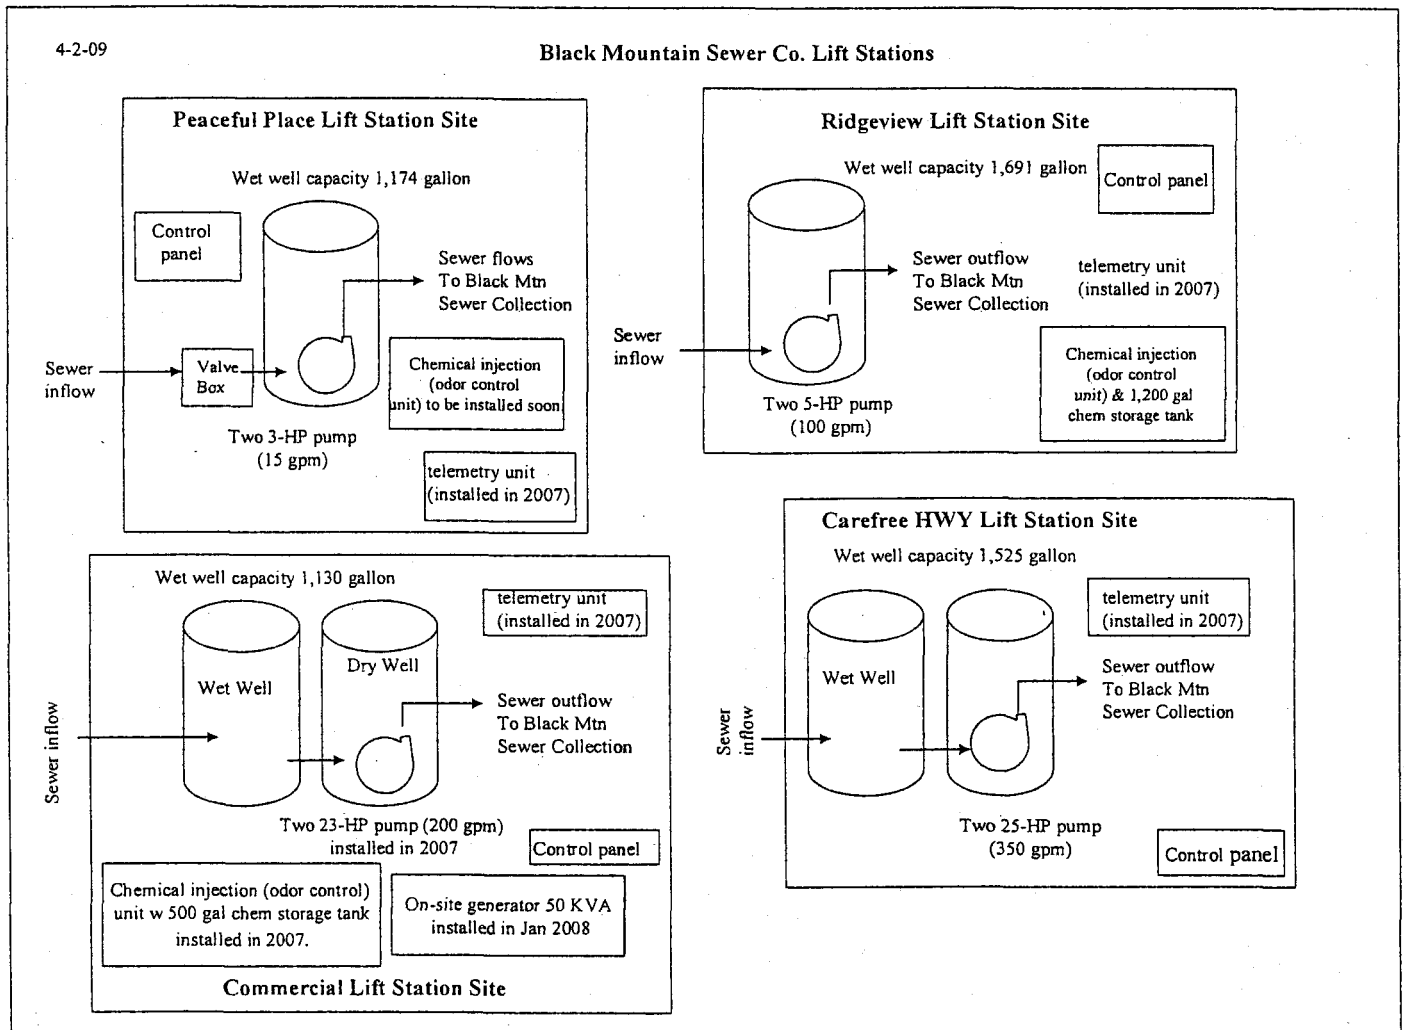 4-2-09
Black Mountain Sewer Co. Lift Stations
Peaceful Place Lift Station Site
Wet well capacity 1,174 gallon
Control
panel
Sewer flows
To Black Mtn
Sewer Collection
Sewer
inflow
Valve
Box
Chemical injection
(odor control
unit) to be installed soon
Two 3-HP pump
(15 gpm)
telemetry unit
(installed in 2007)
Ridgeview Lift Station Site
Wet well capacity 1,691 gallon
Control panel
Sewer outflow
To Black Mtn
Sewer Collection
telemetry unit
(installed in 2007)
Sewer
inflow
Chemical injection
(odor control
unit) & 1,200 gal
chem storage tank
Two 5-HP pump
(100 gpm)
Wet well capacity 1,130 gallon
telemetry unit
(installed in 2007)
Dry Well
Wet Well
Sewer outflow
To Black Mtn
Sewer Collection
Sewer inflow
Two 23-HP pump (200 gpm)
installed in 2007
Control panel
Chemical injection (odor control)
unit w 500 gal chem storage tank
installed in 2007.
On-site generator 50 KVA
installed in Jan 2008
Commercial Lift Station Site
Carefree HWY Lift Station Site
Wet well capacity 1,525 gallon
telemetry unit
(installed in 2007)
Wet Well
Sewer outflow
To Black Mtn
Sewer Collection
Sewer
inflow
Two 25-HP pump
(350 gpm)
Control panel